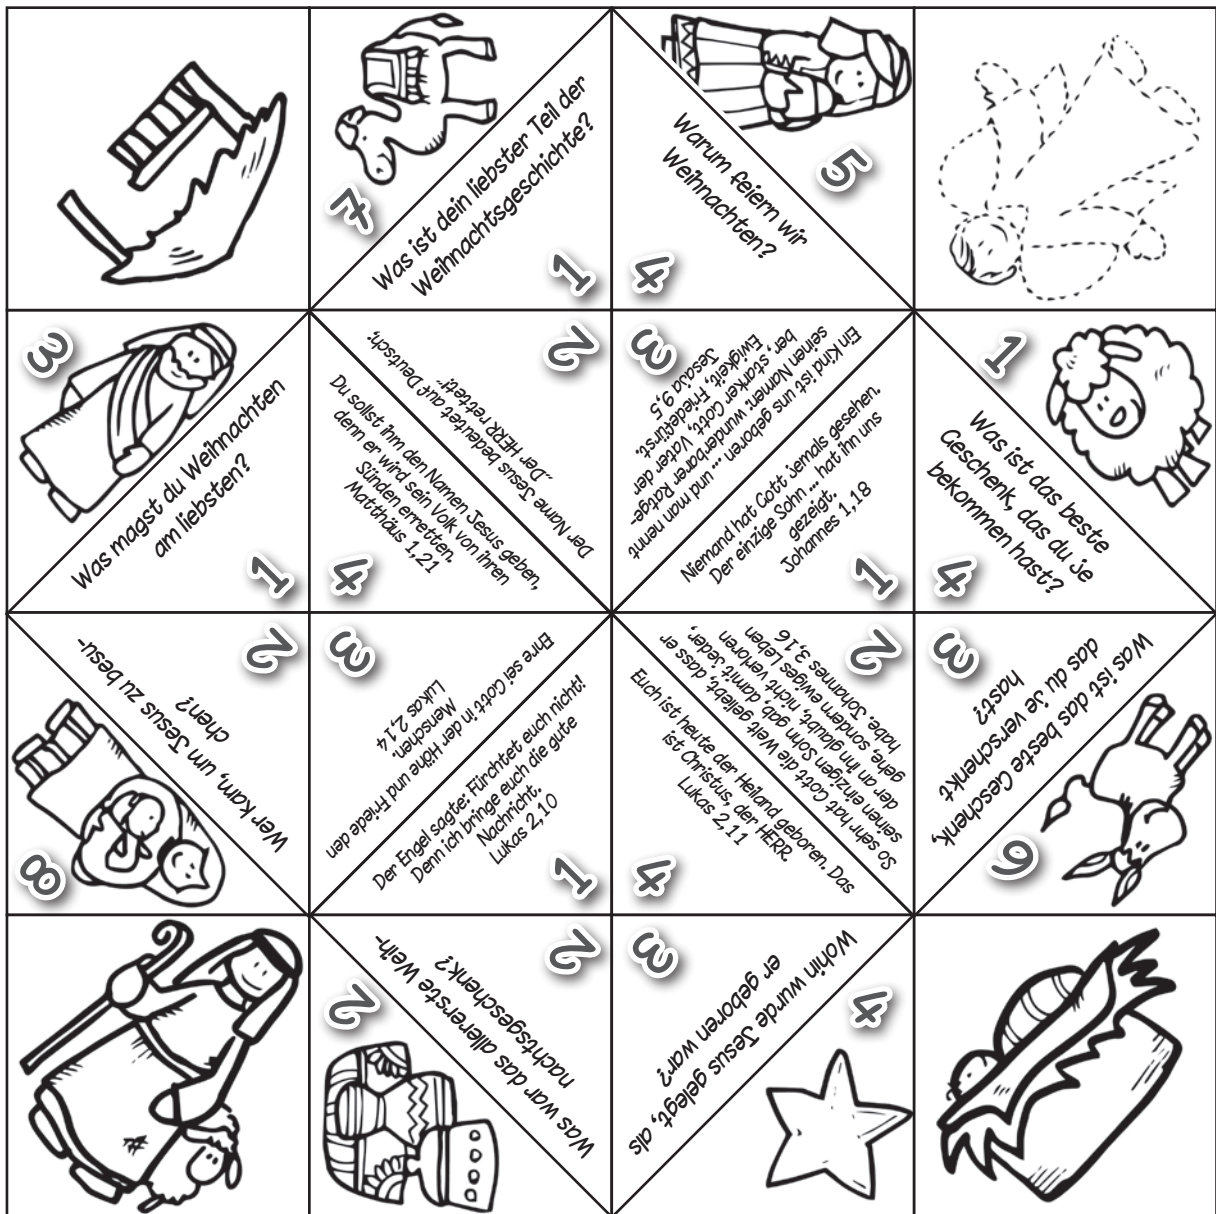 7
Was ist dein liebster Teil der
Weihnachtsgeschichte?
1
5
Warum feiern wir
Weihnachten?
4
3
Was magst du Weihnachten
am liebsten?
1
2
Der Name Jesus bedeutet auf Deutsch:
„Der HERR rettet“.
Du sollst ihm den Namen Jesus geben,
denn er wird sein Volk von ihren
Sünden erretten.
Matthäus 1,21
4
3
Ein Kind ist uns geboren ... und man nennt
seinen Namen: wunderbarer Ratge-
ber, starker Gott, Vater der
Ewigkeit, Friedefürst.
Jesaja 9,5
Niemand hat Gott jemals gesehen.
Der einzige Sohn ... hat ihn uns
gezeigt.
Johannes 1,18
1
1
Was ist das beste
Geschenk, das du je
bekommen hast?
4
2
Wer kam, um Jesus zu besu-
chen?
8
3
Ehre sei Gott in der Höhe und Friede und den
Menschen.
Lukas 2,14
Der Engel sagte: Fürchtet euch nicht!
Denn ich bringe euch die gute
Nachricht.
Lukas 2,10
1
2
So sehr hat Gott die Welt geliebt, dass er
seinen einzigen Sohn gab, damit jeder,
der an ihn glaubt, nicht verloren
gehe, sondern ewiges Leben
habe. Johannes 3,16
Euch ist heute der Heiland geboren. Das
ist Christus, der HERR.
Lukas 2,11
4
3
Was ist das beste Geschenk,
das du je verschenkt
hast?
6
2
Was war das allererste Weih-
nachtsgeschenk?
2
3
Wohin wurde Jesus gelegt, als
er geboren war?
4